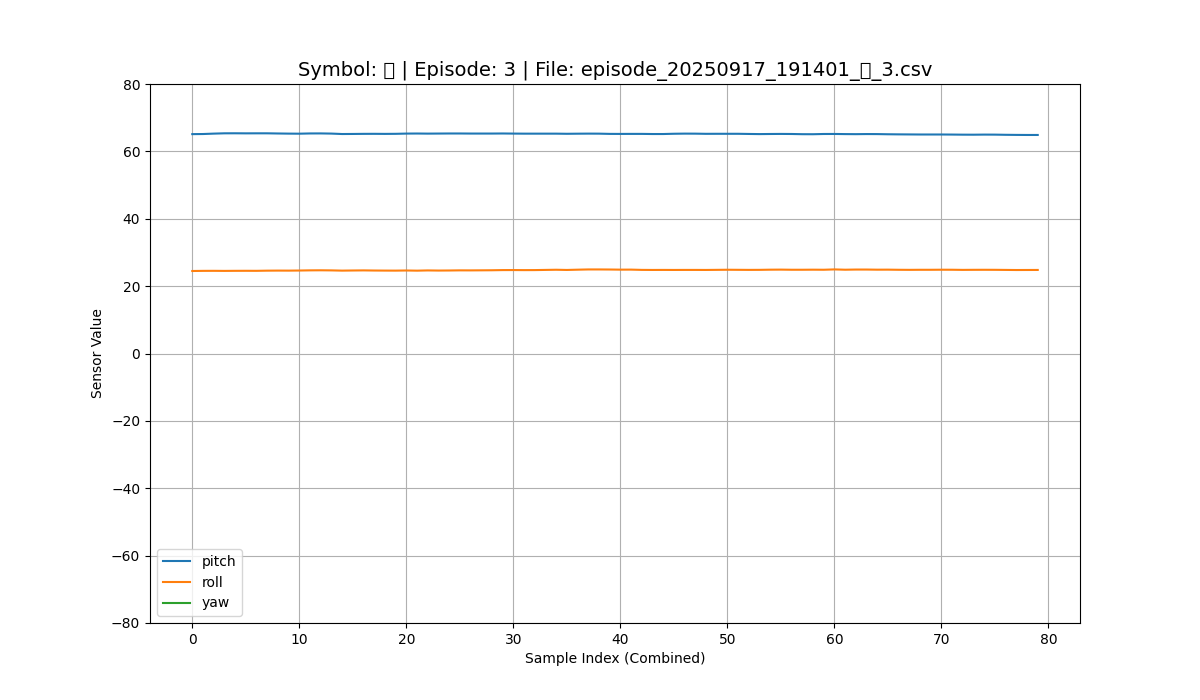 Symbol: | Episode: 3 | File: episode_20250917_191401_ _3.csv
80
60
40
20
0
−20
−40
−60
−80
Sensor Value
pitch
roll
yaw
0 10 20 30 40 50 60 70 80
Sample Index (Combined)